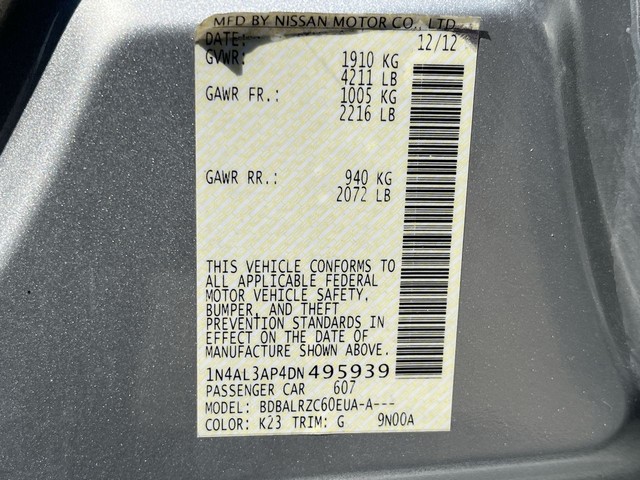 MFD BY NISSAN MOTOR CO., LTD.
DATE: 12/12
GVWR: 1910 KG
4211 LB
GAWR FR.: 1005 KG
2216 LB
GAWR RR.: 940 KG
2072 LB
THIS VEHICLE CONFORMS TO
ALL APPLICABLE FEDERAL
MOTOR VEHICLE SAFETY,
BUMPER, AND THEFT
PREVENTION STANDARDS IN
EFFECT ON THE DATE OF
MANUFACTURE SHOWN ABOVE.
1N4AL3AP4DN495939
PASSENGER CAR 607
MODEL: BDBALRZC60EUA-A---
COLOR: K23 TRIM: G 9N00A